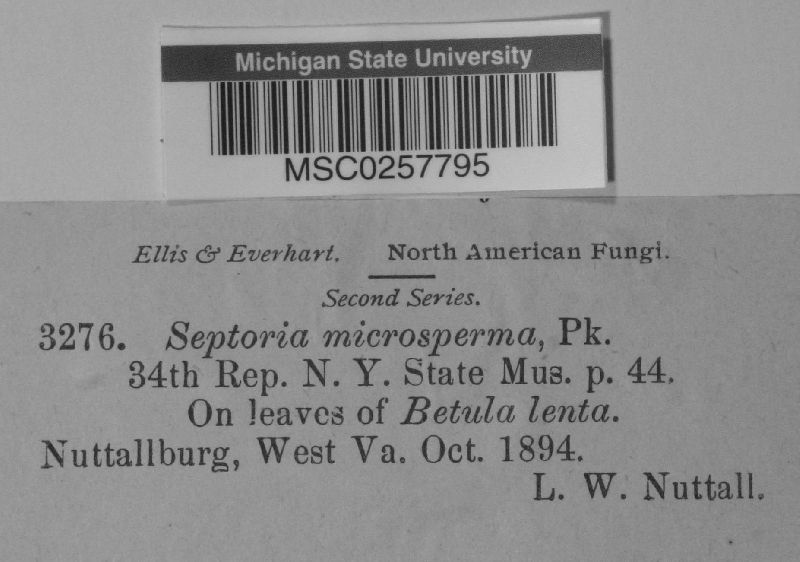 Michigan State University
MSC0257795
Ellis & Everhart. North American Fungi.
Second Series.
3276. Septoria microsperma, Pk.
34th Rep. N. Y. State Mus. p. 44.
On leaves of Betula lenta.
Nuttallburg, West Va. Oct. 1894.
L. W. Nuttall.